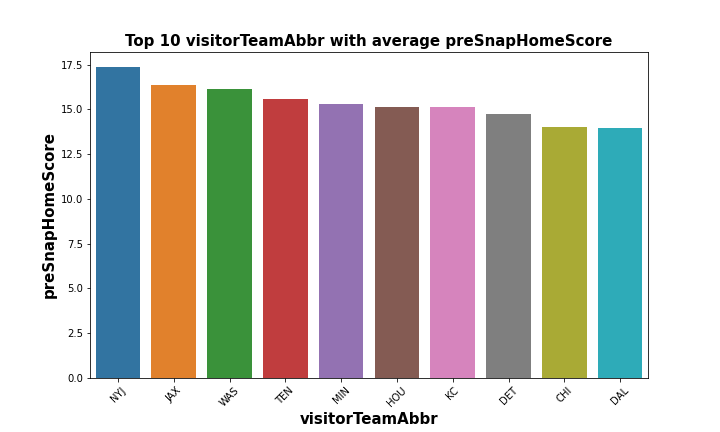 Top 10 visitorTeamAbbr with average preSnapHomeScore
preSnapHomeScore
17.5
15.0
12.5
10.0
7.5
5.0
2.5
0.0
NYJ
JAX
WAS
TEN
MIN
HOU
KC
DET
CHI
DAL
visitorTeamAbbr